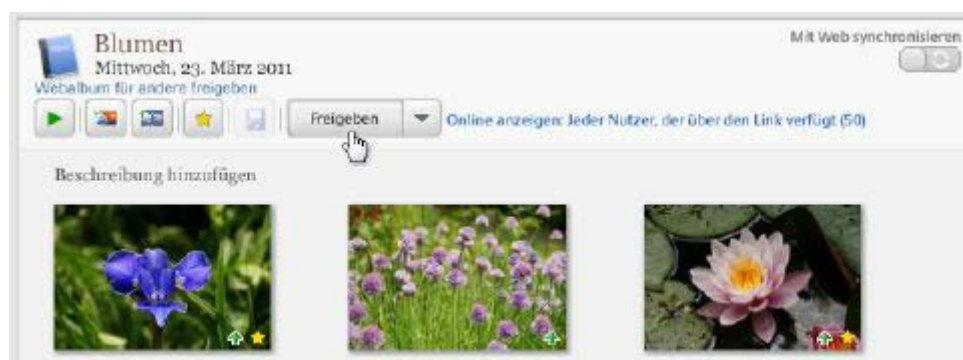 Blumen
Mittwoch, 23. März 2011
Mit Web synchronisieren
Webalbum für andere freigeben
Freigeben
Online anzeigen: Jeder Nutzer, der über den Link verfügt (50)
Beschreibung hinzufügen